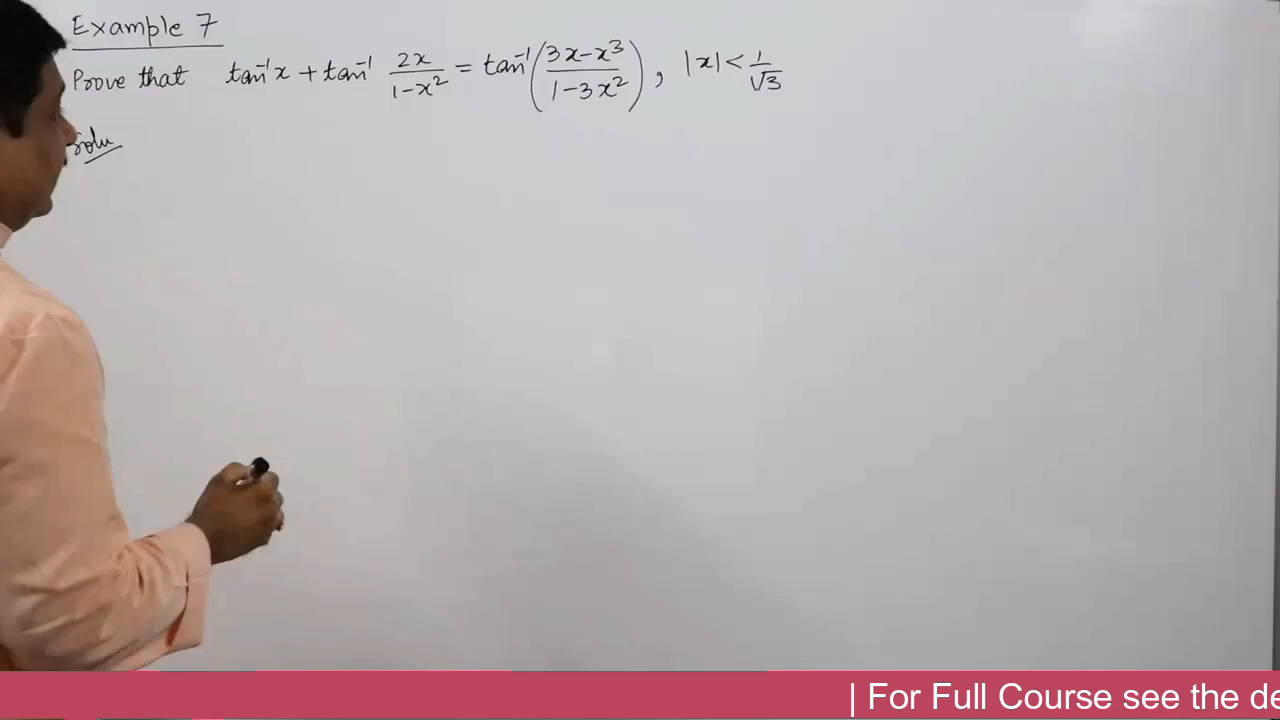 Example 7
Prove that tan⁻¹x + tan⁻¹ 2x/(1-x²) = tan⁻¹((3x-x³)/(1-3x²)), |x| < 1/√3
Solu
| For Full Course see the de